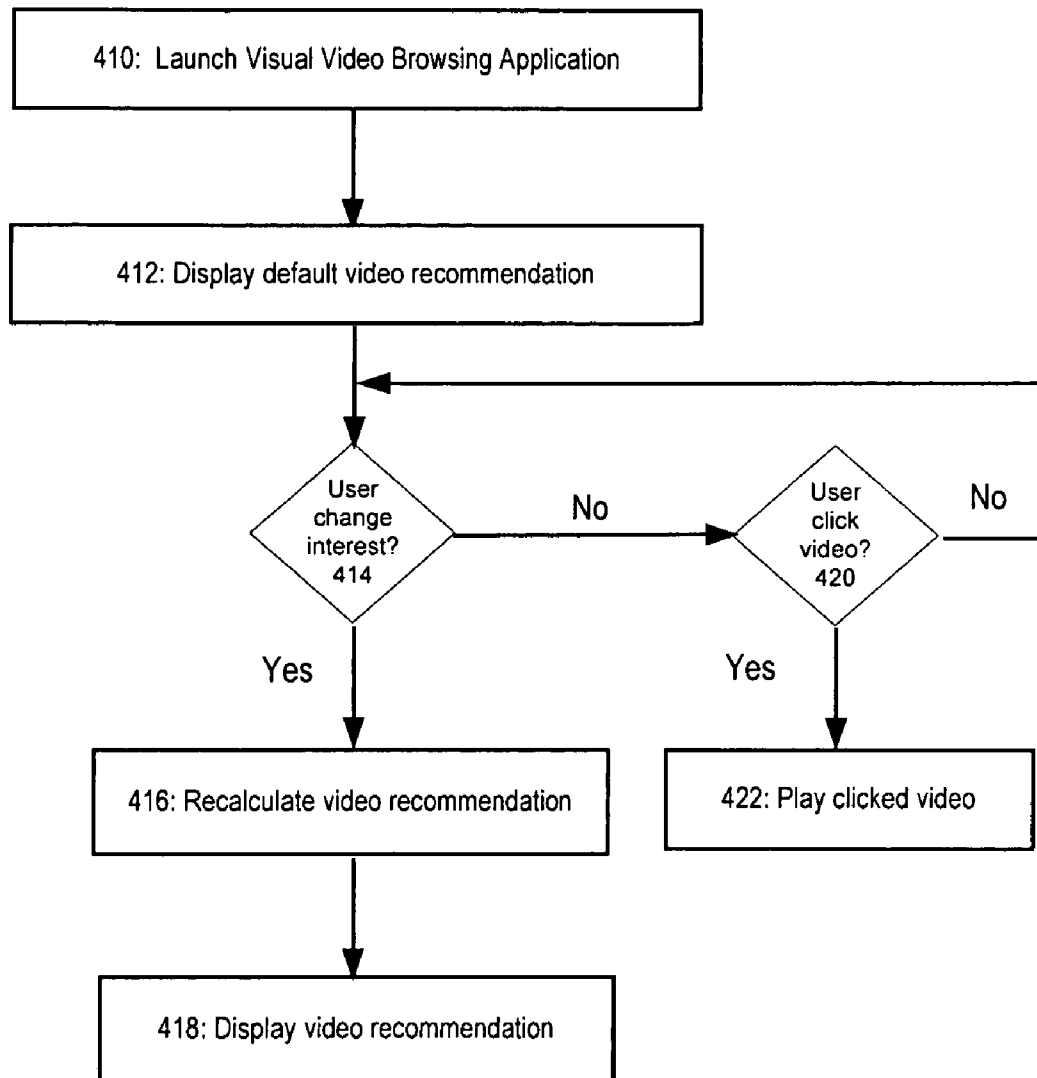 410: Launch Visual Video Browsing Application
412: Display default video recommendation
User
change
interest?
414
No
User
click
video?
420
No
Yes
Yes
416: Recalculate video recommendation
422: Play clicked video
418: Display video recommendation